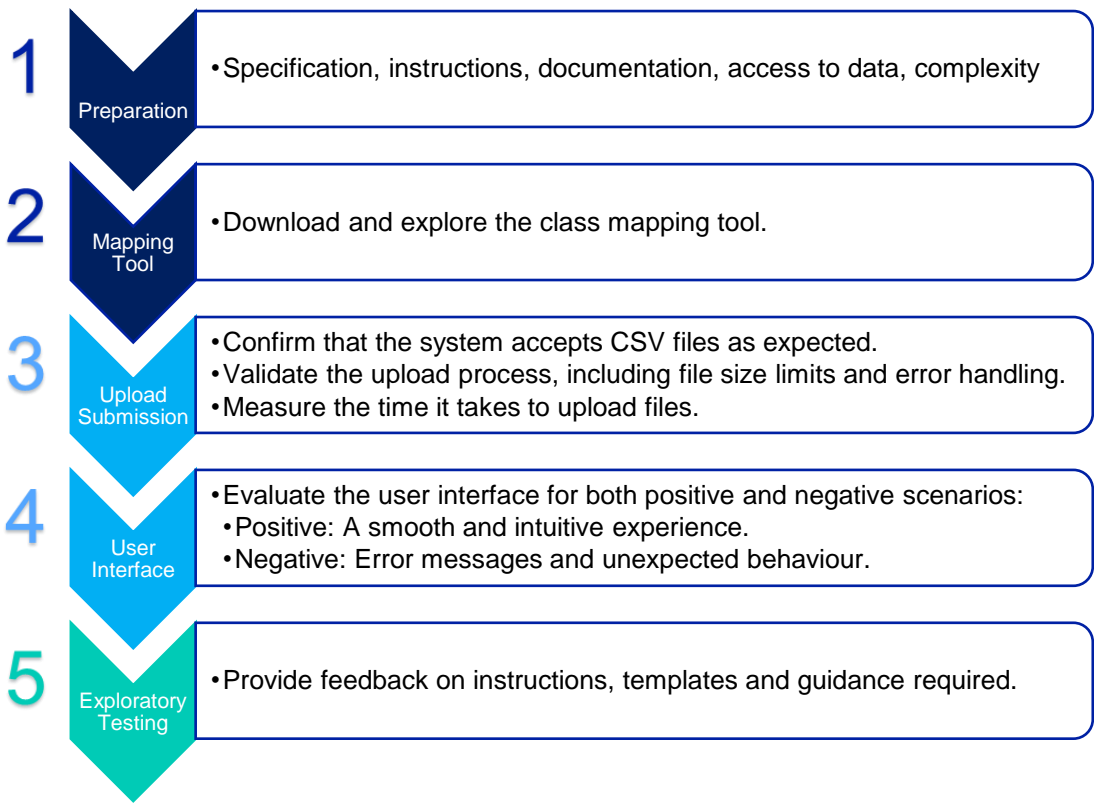 1
Preparation
•Specification, instructions, documentation, access to data, complexity
2
Mapping
Tool
•Download and explore the class mapping tool.
3
Upload
Submission
•Confirm that the system accepts CSV files as expected.
•Validate the upload process, including file size limits and error handling.
•Measure the time it takes to upload files.
4
User
Interface
•Evaluate the user interface for both positive and negative scenarios:
•Positive: A smooth and intuitive experience.
•Negative: Error messages and unexpected behaviour.
5
Exploratory
Testing
•Provide feedback on instructions, templates and guidance required.